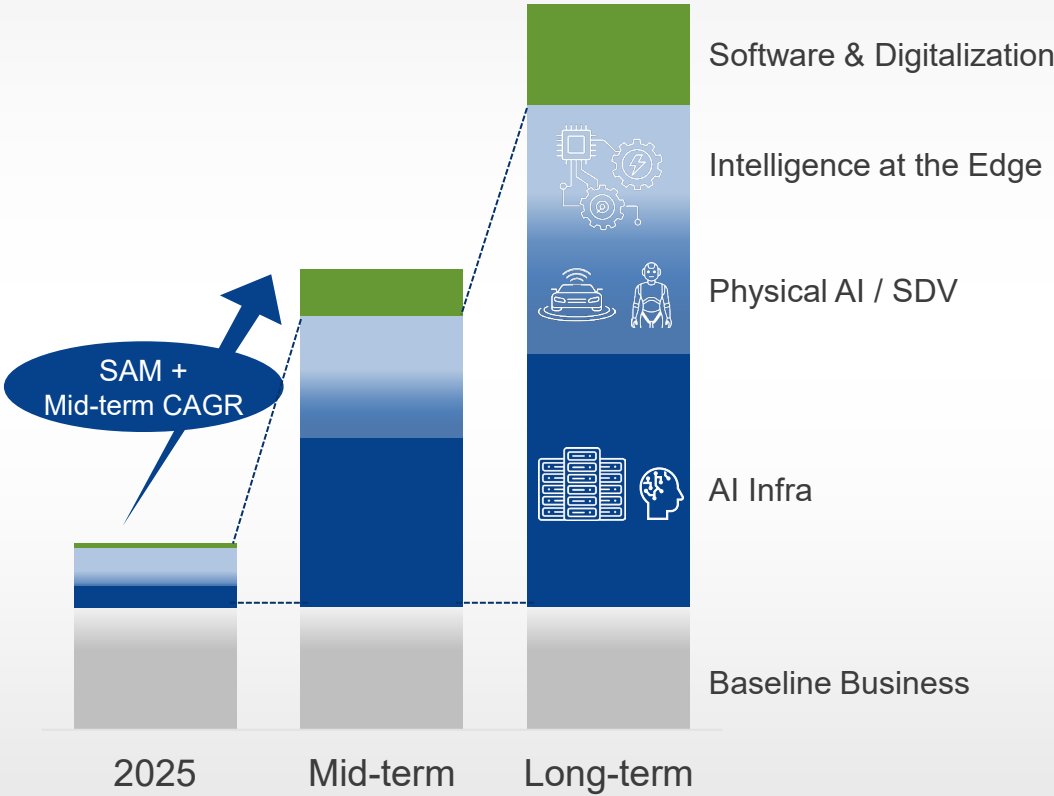 Software & Digitalization
Intelligence at the Edge
Physical AI / SDV
SAM +
Mid-term CAGR
AI Infra
Baseline Business
2025
Mid-term
Long-term